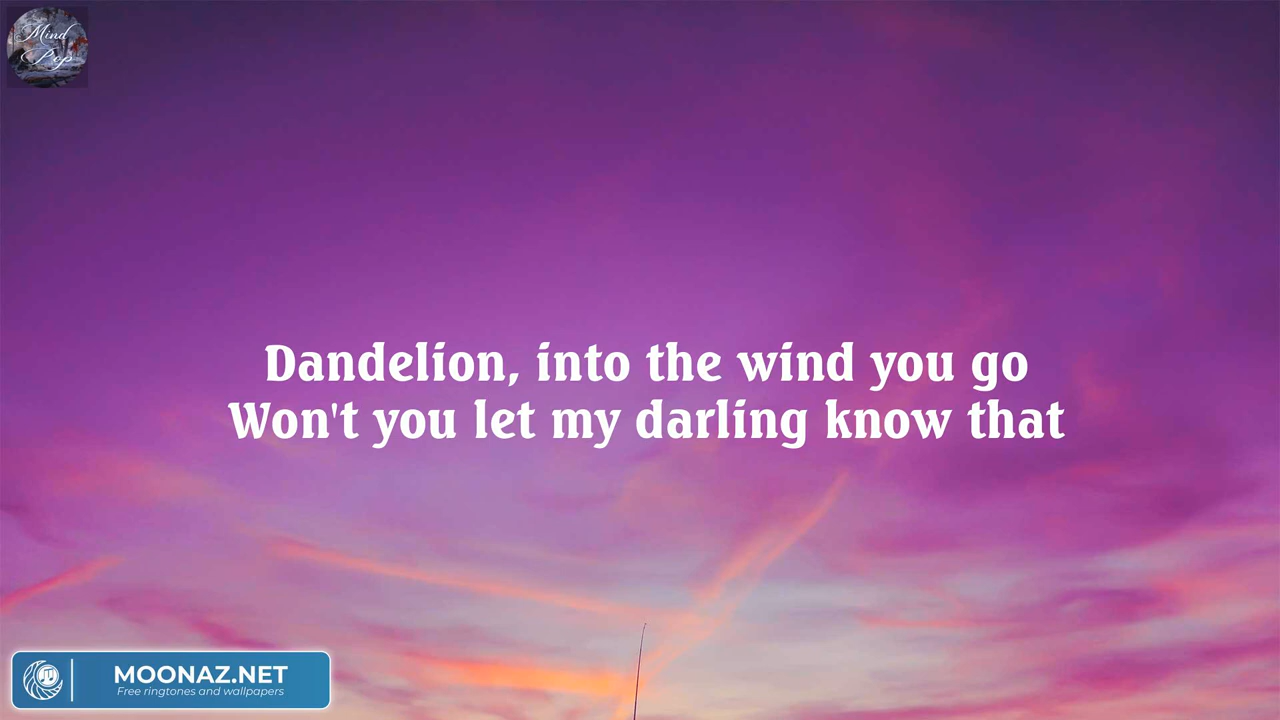 Mind
Pop
Dandelion, into the wind you go
Won't you let my darling know that
MOONAZ.NET
Free ringtones and wallpapers